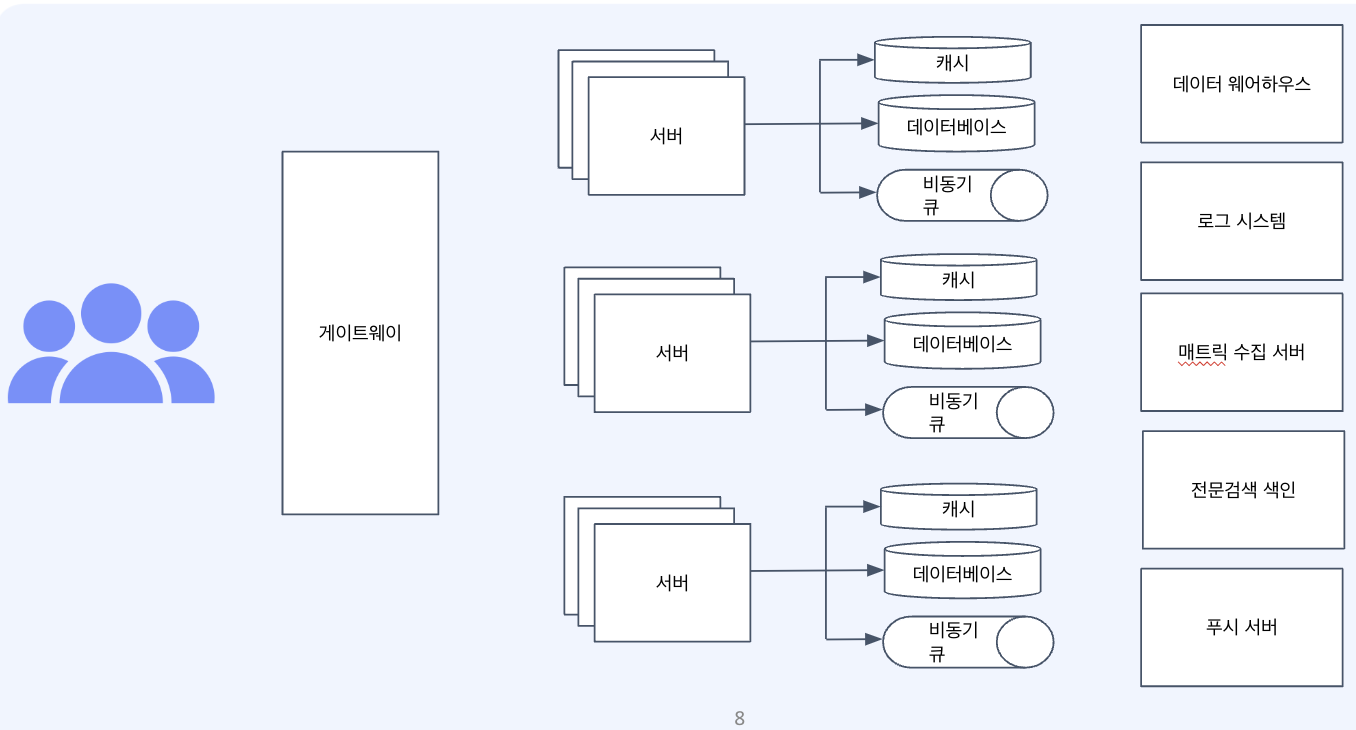 게이트웨이
서버
캐시
데이터베이스
비동기
큐
서버
캐시
데이터베이스
비동기
큐
서버
캐시
데이터베이스
비동기
큐
데이터 웨어하우스
로그 시스템
매트릭 수집 서버
전문검색 색인
푸시 서버
8